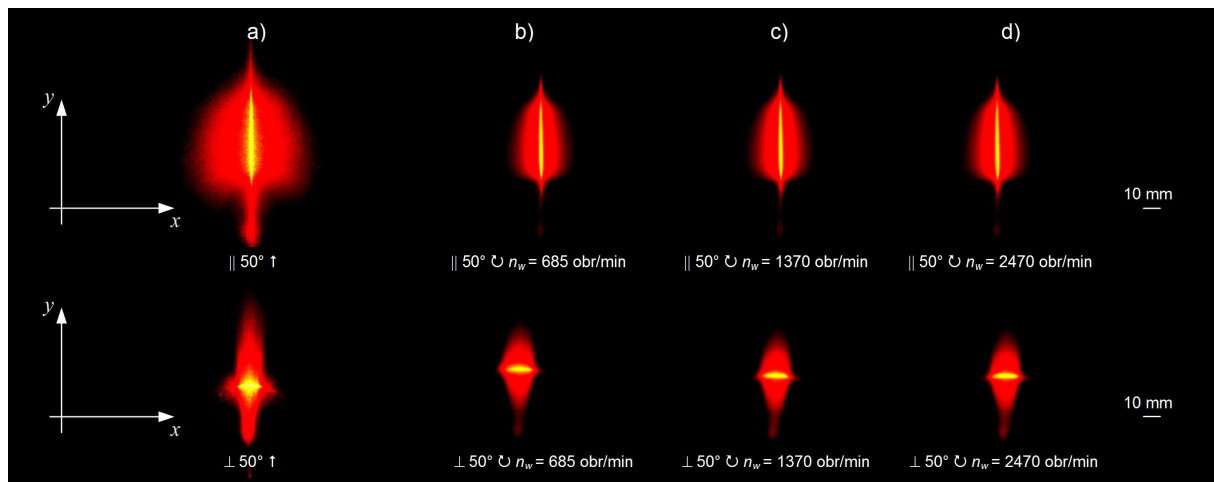 a) b) c) d)
y
x
10 mm
|| 50° ↑
|| 50° ↻ nw = 685 obr/min
|| 50° ↻ nw = 1370 obr/min
|| 50° ↻ nw = 2470 obr/min
y
x
10 mm
⊥ 50° ↑
⊥ 50° ↻ nw = 685 obr/min
⊥ 50° ↻ nw = 1370 obr/min
⊥ 50° ↻ nw = 2470 obr/min